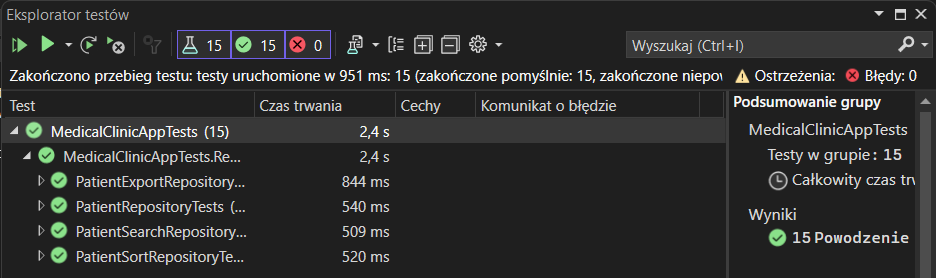 Eksplorator testów
15 15 0
Wyszukaj (Ctrl+I)
Zakończono przebieg testu: testy uruchomione w 951 ms: 15 (zakończone pomyślnie: 15, zakończone niepow
Ostrzeżenia:
Błędy: 0
Test Czas trwania Cechy Komunikat o błędzie
MedicalClinicAppTests (15) 2,4 s
MedicalClinicAppTests.Re... 2,4 s
PatientExportRepository... 844 ms
PatientRepositoryTests (... 540 ms
PatientSearchRepository... 509 ms
PatientSortRepositoryTe... 520 ms
Podsumowanie grupy
MedicalClinicAppTests
Testy w grupie: 15
Całkowity czas trw
Wyniki
15 Powodzenie